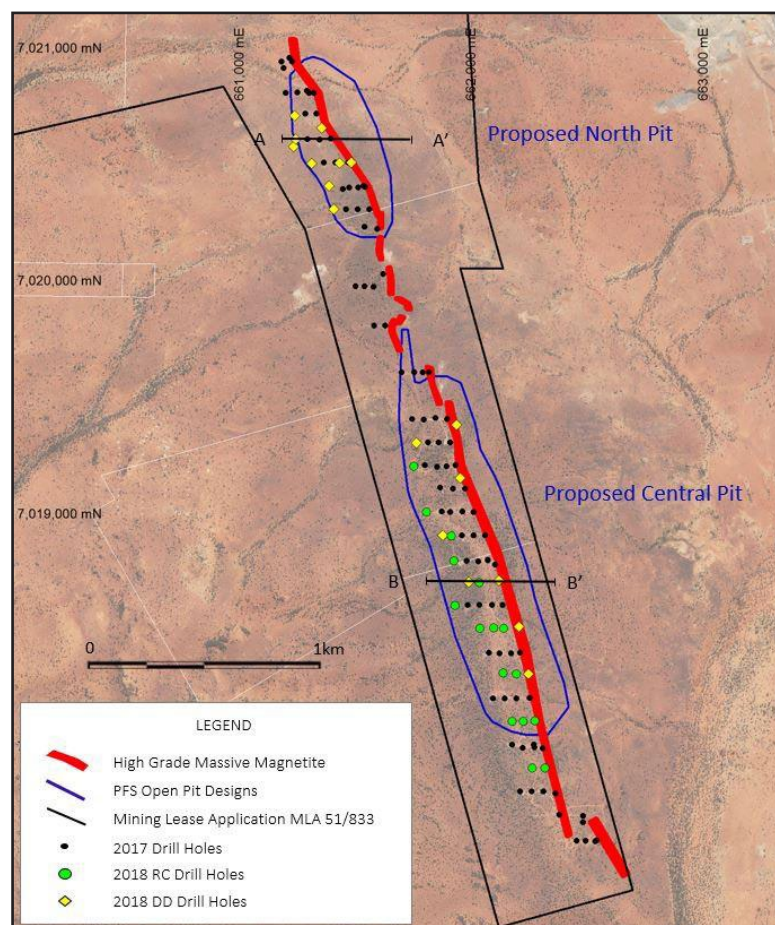 7,021,000 mN
661,000 mE
662,000 mE
663,000 mE
A
A'
Proposed North Pit
7,020,000 mN
7,019,000 mN
Proposed Central Pit
B
B'
0
1km
LEGEND
High Grade Massive Magnetite
PFS Open Pit Designs
Mining Lease Application MLA 51/833
2017 Drill Holes
2018 RC Drill Holes
2018 DD Drill Holes